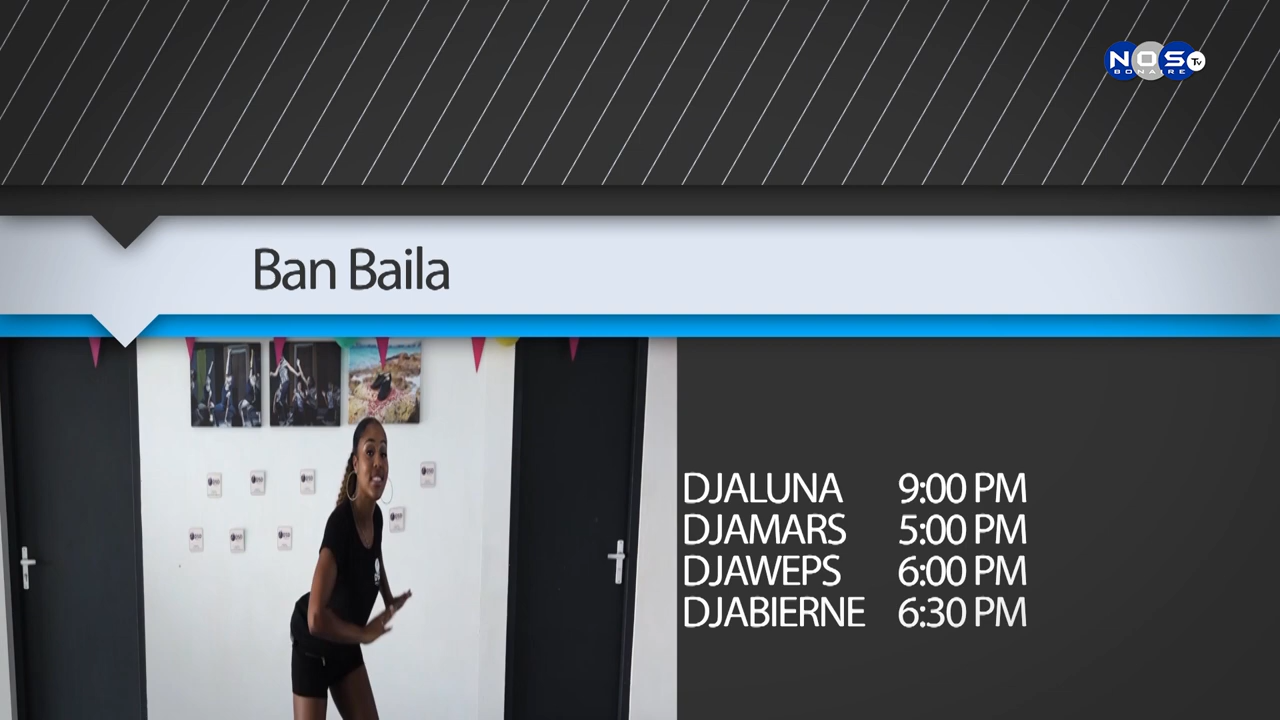 NOS TV
BONAIRE
Ban Baila
DJALUNA 9:00 PM
DJAMARS 5:00 PM
DJAWEPS 6:00 PM
DJABIERNE 6:30 PM